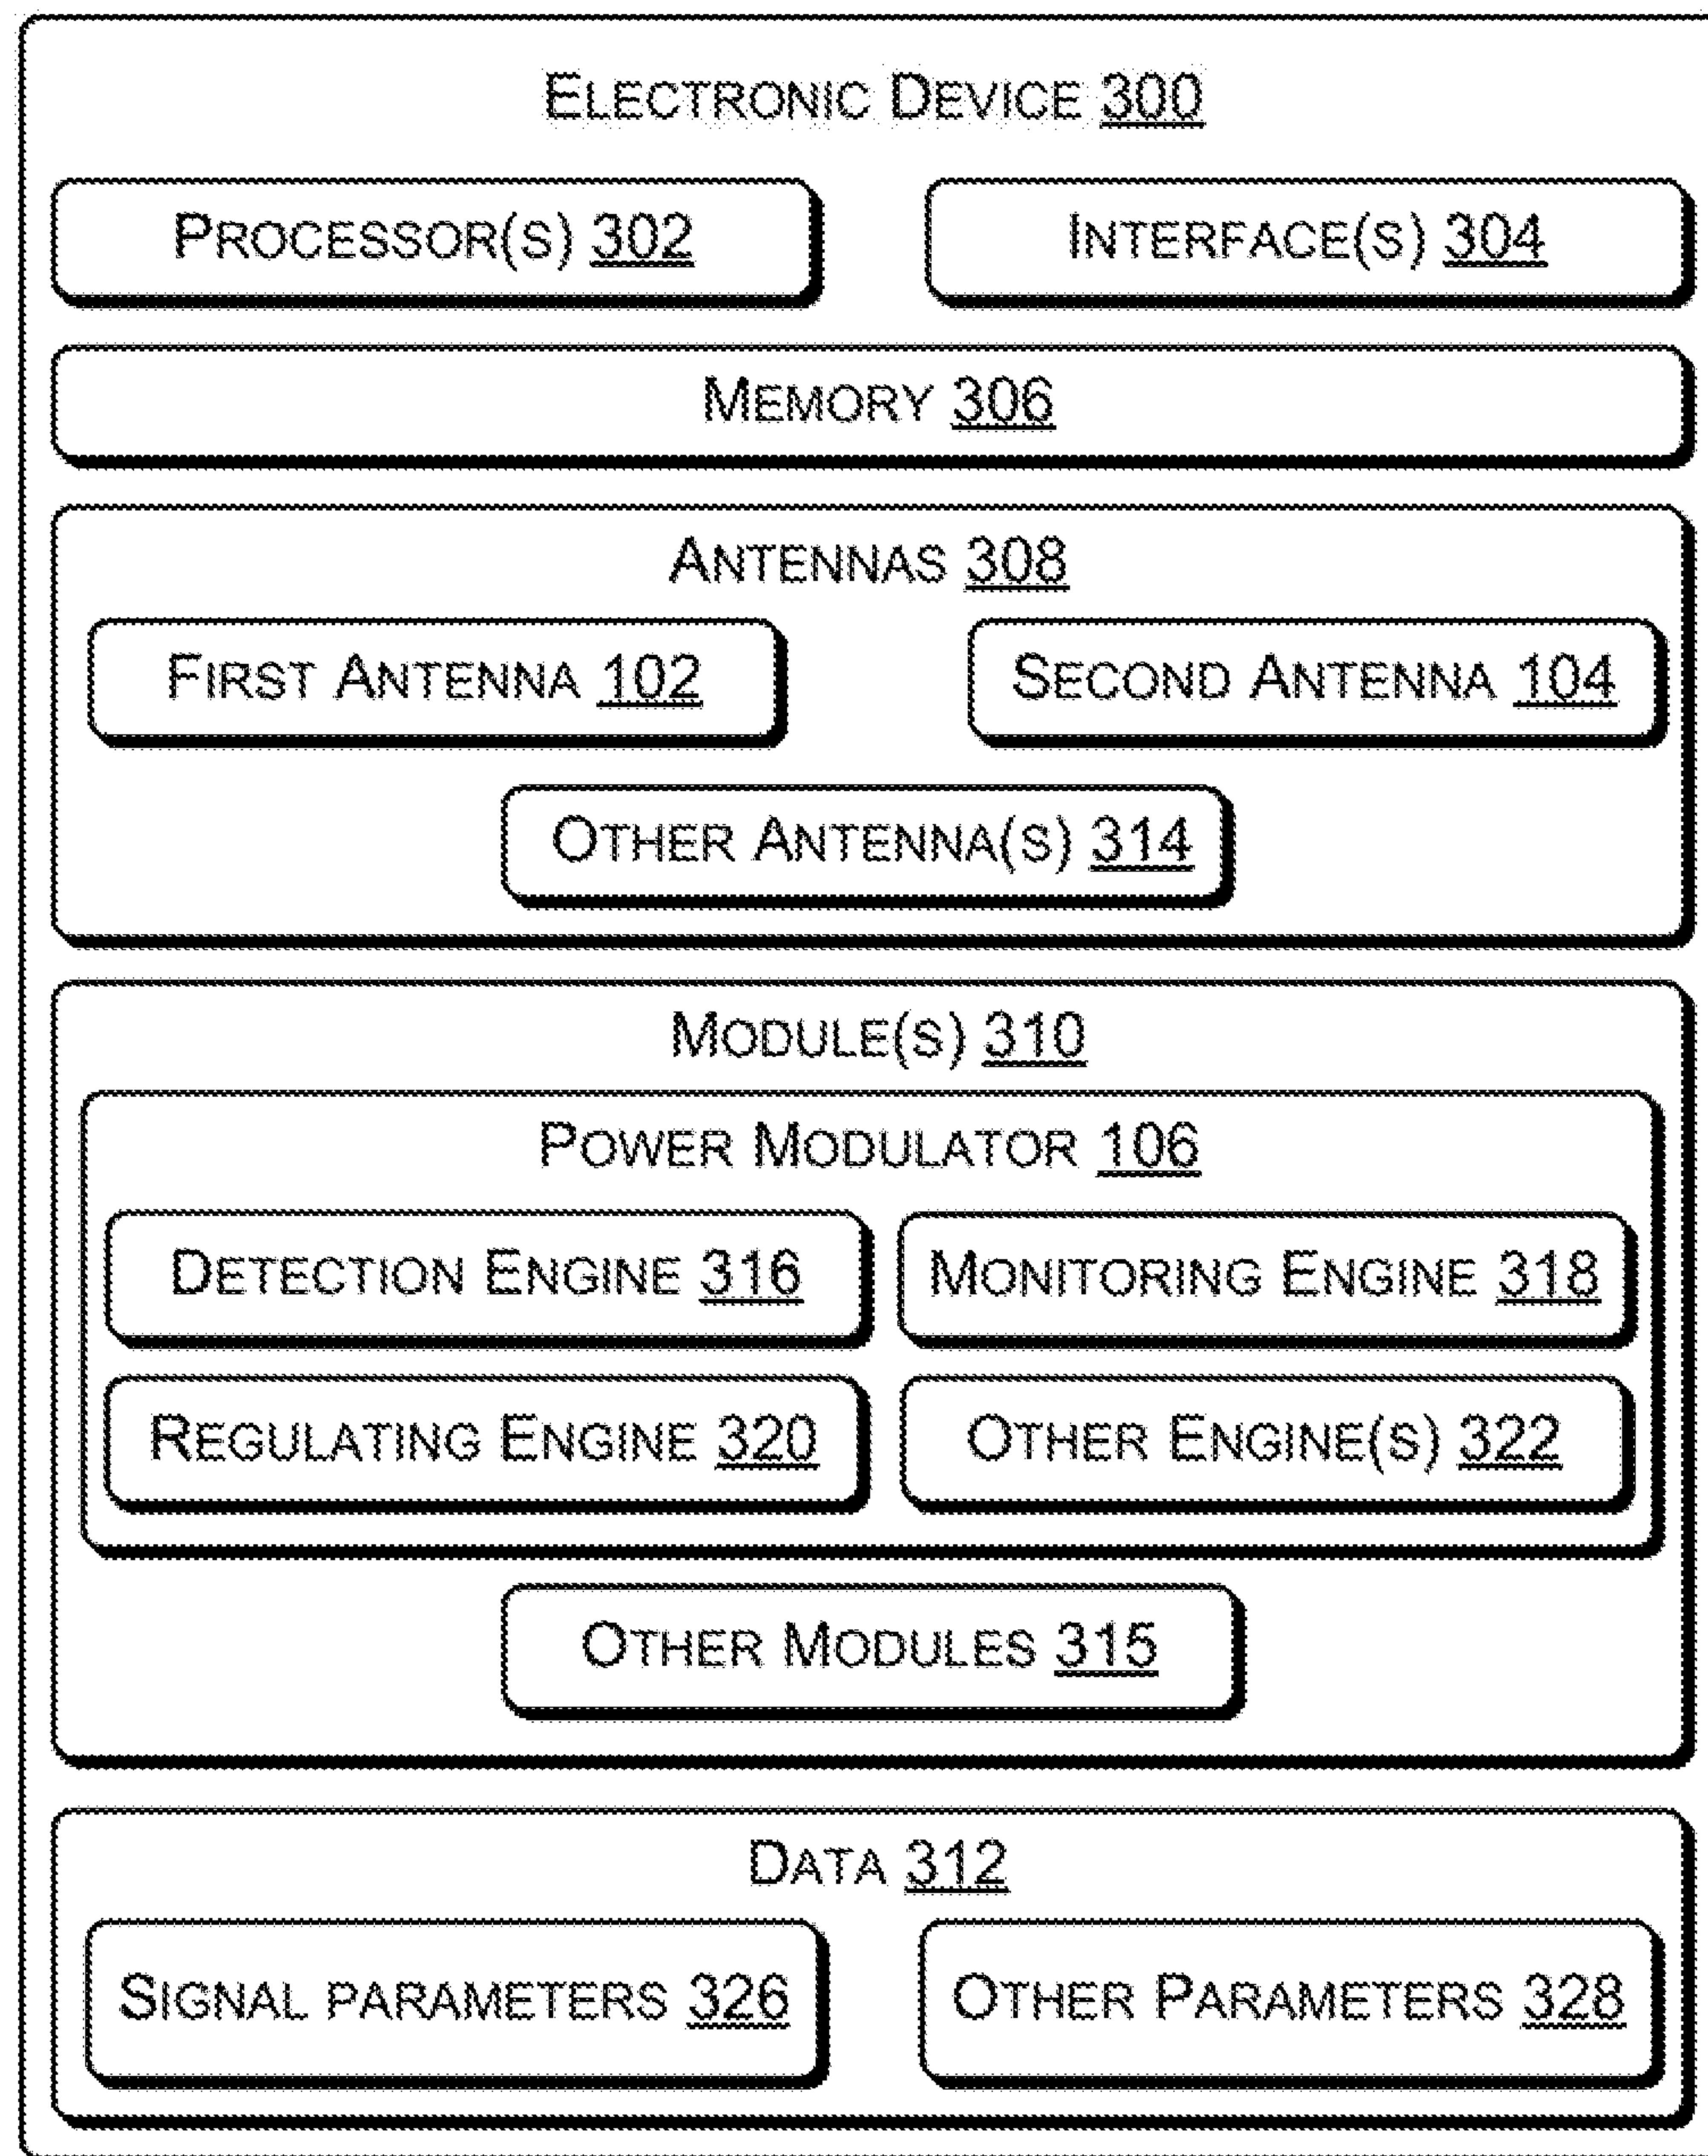 ELECTRONIC DEVICE 300
PROCESSOR(S) 302
INTERFACE(S) 304
MEMORY 306
ANTENNAS 308
FIRST ANTENNA 102
SECOND ANTENNA 104
OTHER ANTENNA(S) 314
MODULE(S) 310
POWER MODULATOR 106
DETECTION ENGINE 316
MONITORING ENGINE 318
REGULATING ENGINE 320
OTHER ENGINE(S) 322
OTHER MODULES 315
DATA 312
SIGNAL PARAMETERS 326
OTHER PARAMETERS 328